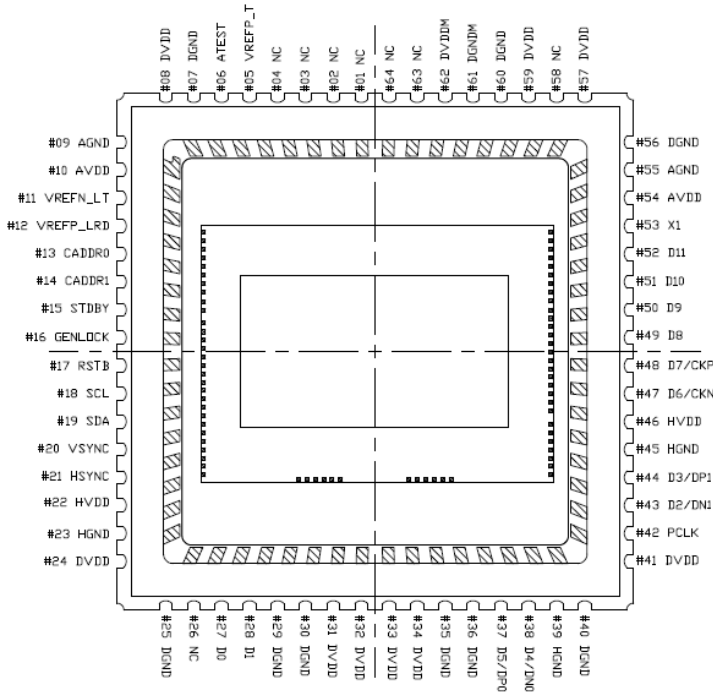 #08 DVDD
#07 DGND
#06 ATEST
#05 VREFP_T
#04 NC
#03 NC
#02 NC
#01 NC
#64 NC
#63 NC
#62 DVDDM
#61 DGNDM
#60 DGND
#59 DVDD
#58 NC
#57 DVDD
#09 AGND
#10 AVDD
#11 VREFN_LT
#12 VREFP_LRD
#13 CADDR0
#14 CADDR1
#15 STDBY
#16 GENLOCK
#17 RSTB
#18 SCL
#19 SDA
#20 VSYNC
#21 HSYNC
#22 HVDD
#23 HGND
#24 DVDD
#56 DGND
#55 AGND
#54 AVDD
#53 X1
#52 D11
#51 D10
#50 D9
#49 D8
#48 D7/CKP
#47 D6/CKN
#46 HVDD
#45 HGND
#44 D3/DP1
#43 D2/DN1
#42 PCLK
#41 DVDD
#25 DGND
#26 NC
#27 D0
#28 D1
#29 DGND
#30 DGND
#31 DVDD
#32 DVDD
#33 DVDD
#34 DVDD
#35 DGND
#36 DGND
#37 D5/DP0
#38 D4/DN0
#39 HGND
#40 DGND